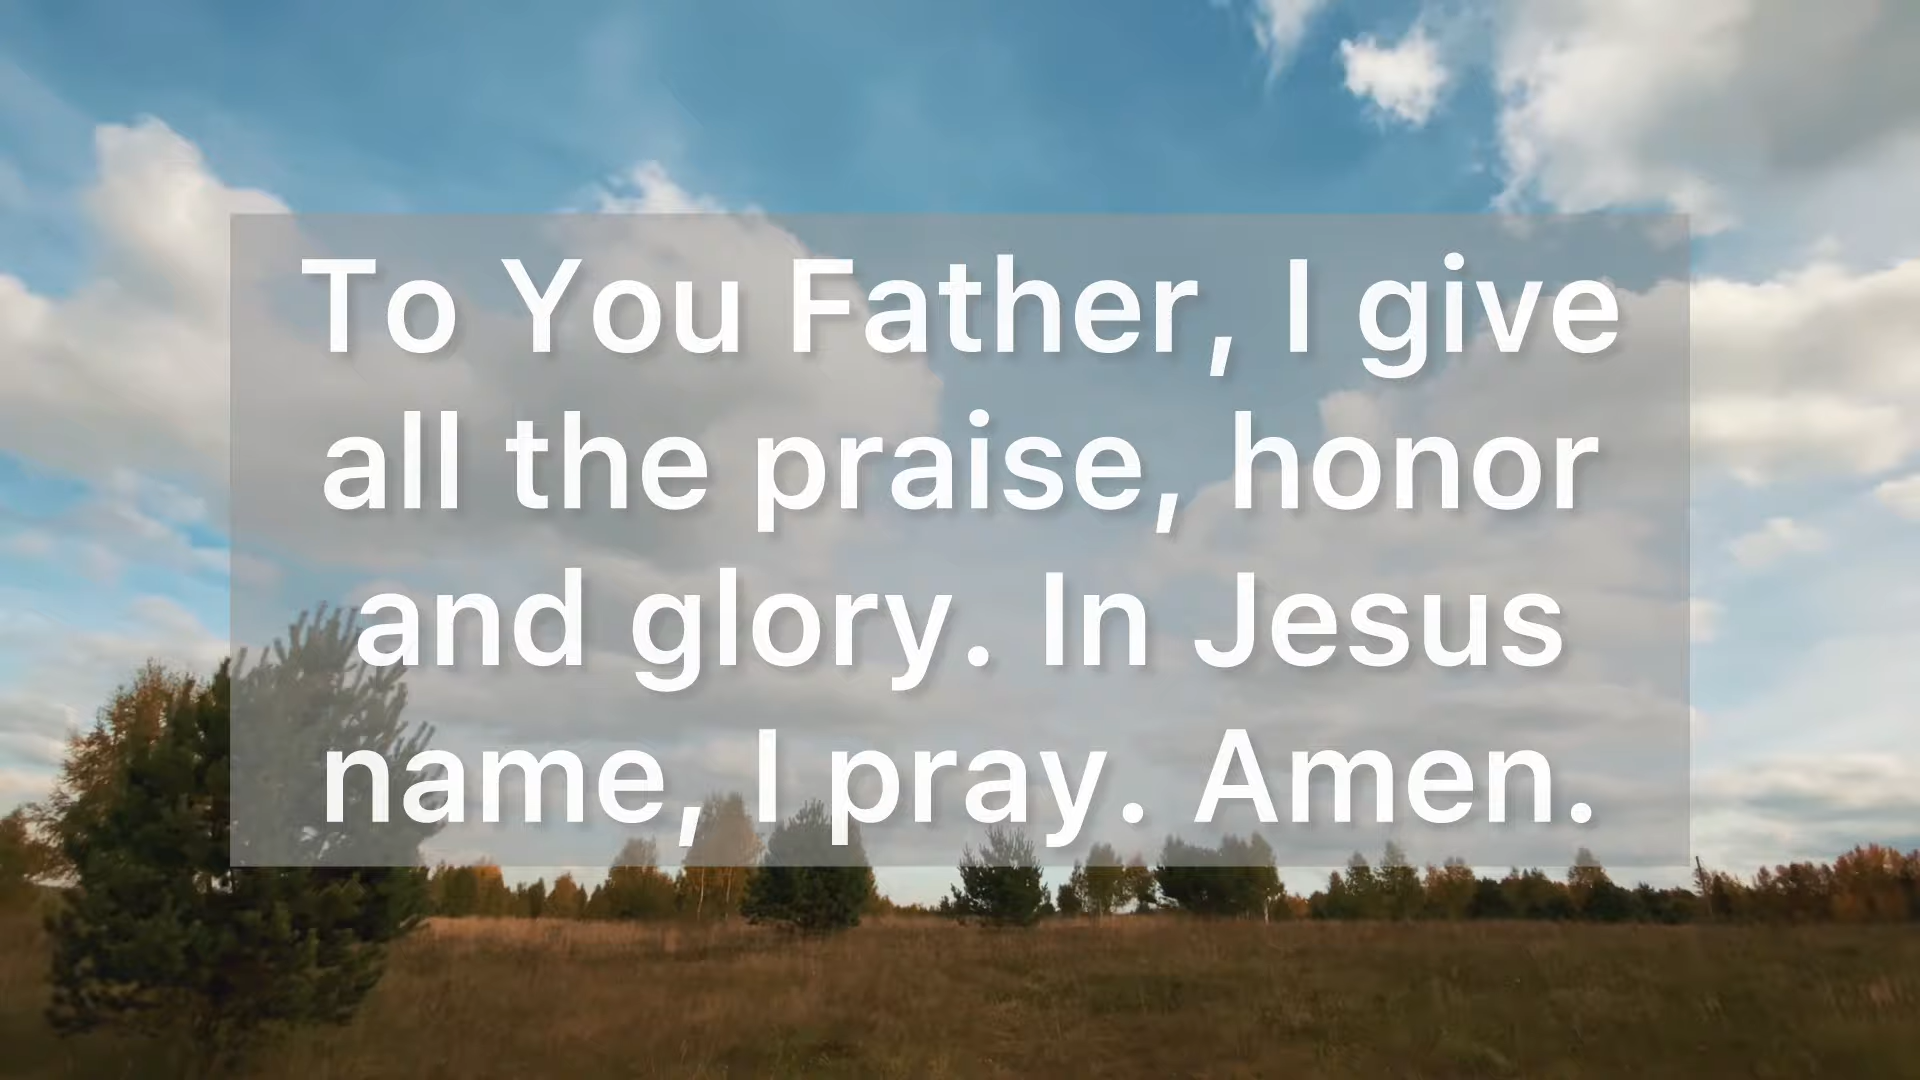 To You Father, I give
all the praise, honor
and glory. In Jesus
name, I pray. Amen.